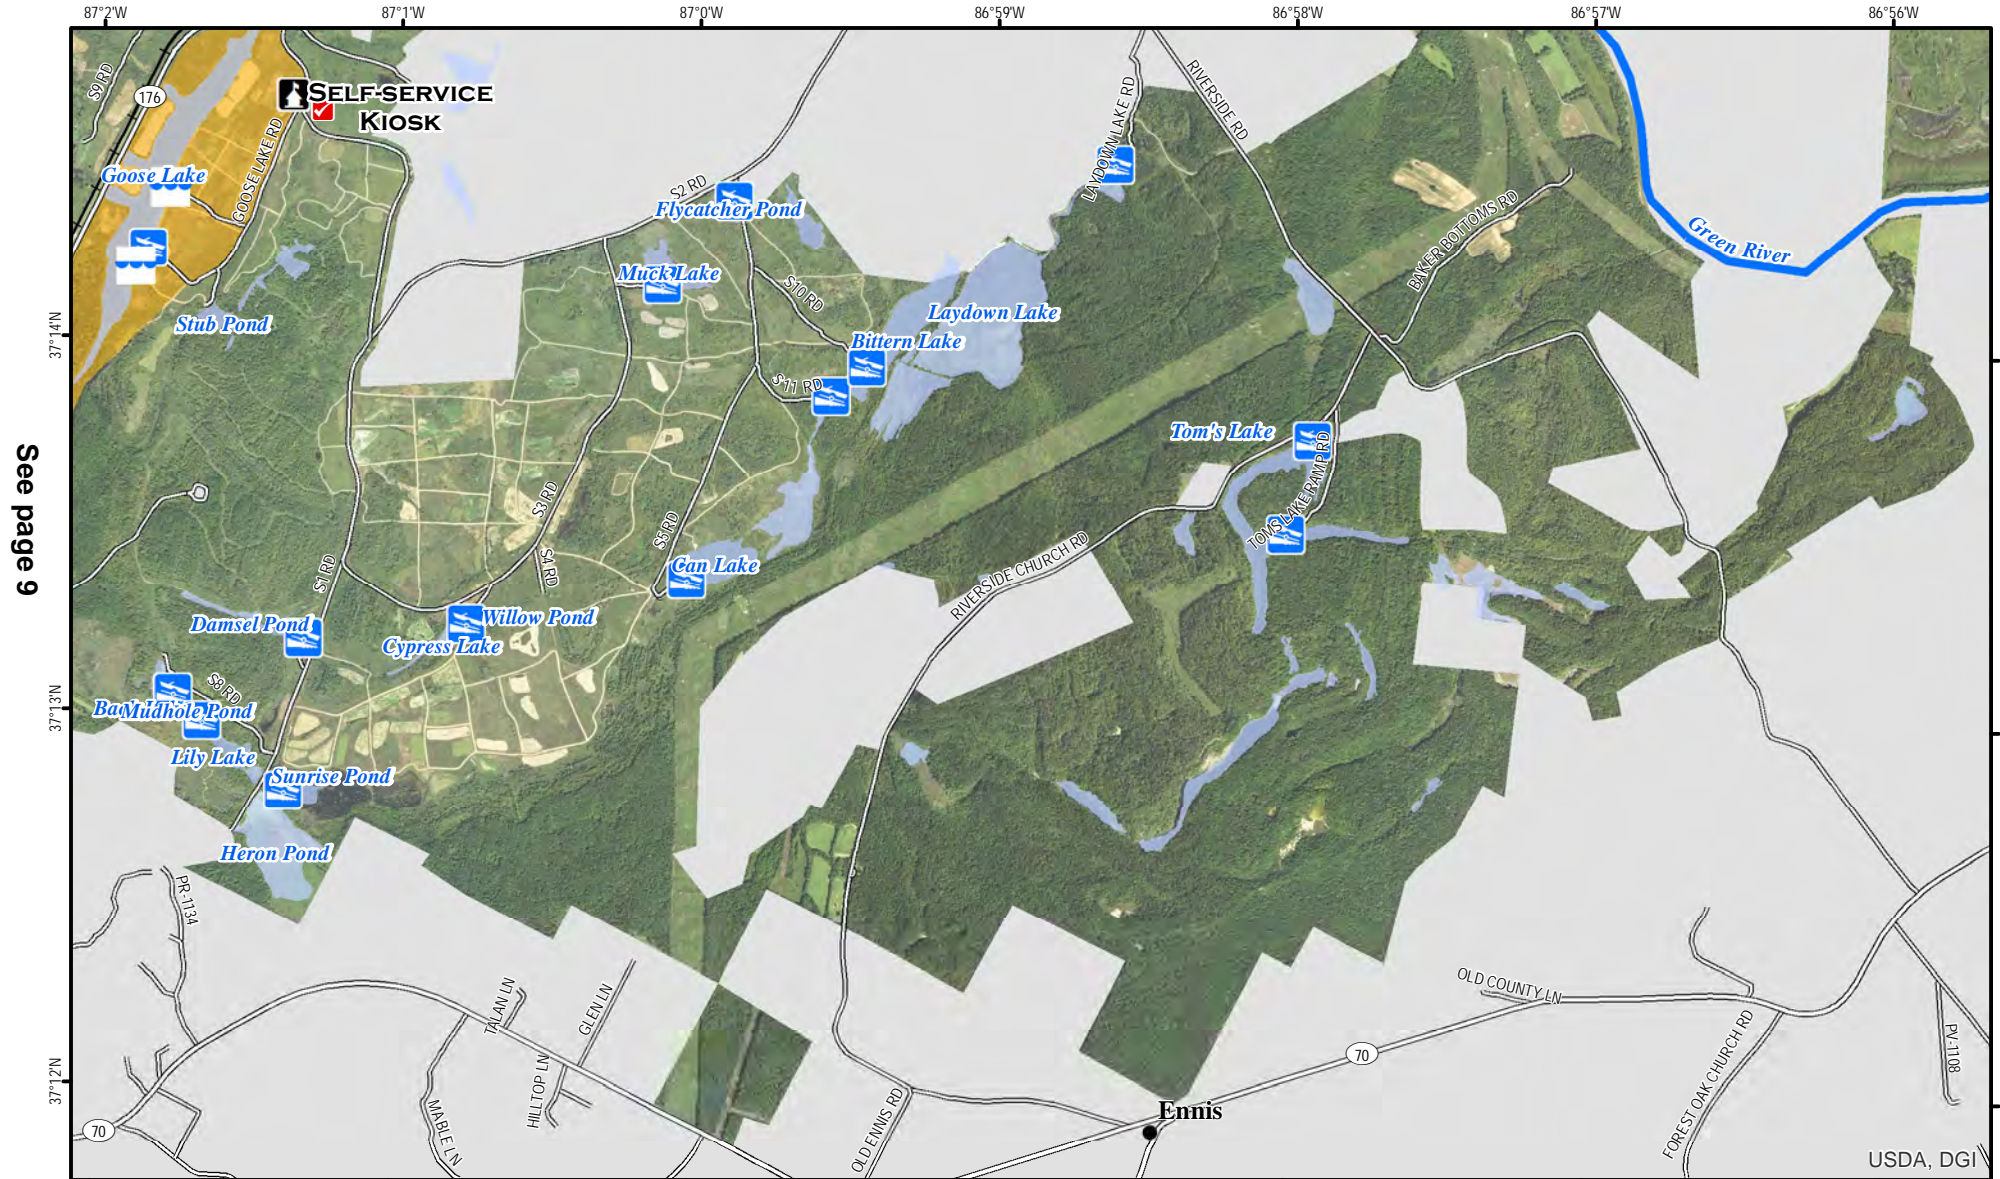 87°2'W
87°1'W
87°0'W
86°59'W
86°58'W
86°57'W
86°56'W
S9 RD
176
SELF-SERVICE
KIOSK
GOOSE LAKE RD
Goose Lake
Stub Pond
S2 RD
Flycatcher Pond
Muck Lake
S10 RD
LAYDOWN LAKE RD
RIVERSIDE RD
BAKER BOTTOMS RD
Green River
Laydown Lake
Bittern Lake
S11 RD
37°14'N
See page 9
Tom's Lake
TOMS LAKE RAMP RD
S3 RD
S4 RD
S5 RD
Can Lake
RIVERSIDE CHURCH RD
S1 RD
Damsel Pond
Willow Pond
Cypress Lake
S8 RD
Ba
Mudhole Pond
37°13'N
Lily Lake
Sunrise Pond
Heron Pond
PR-1134
TALAN LN
GLEN LN
HILLTOP LN
MABLE LN
OLD ENNIS RD
OLD COUNTY LN
70
FOREST OAK CHURCH RD
PV-1108
37°12'N
70
Ennis
USDA, DGI